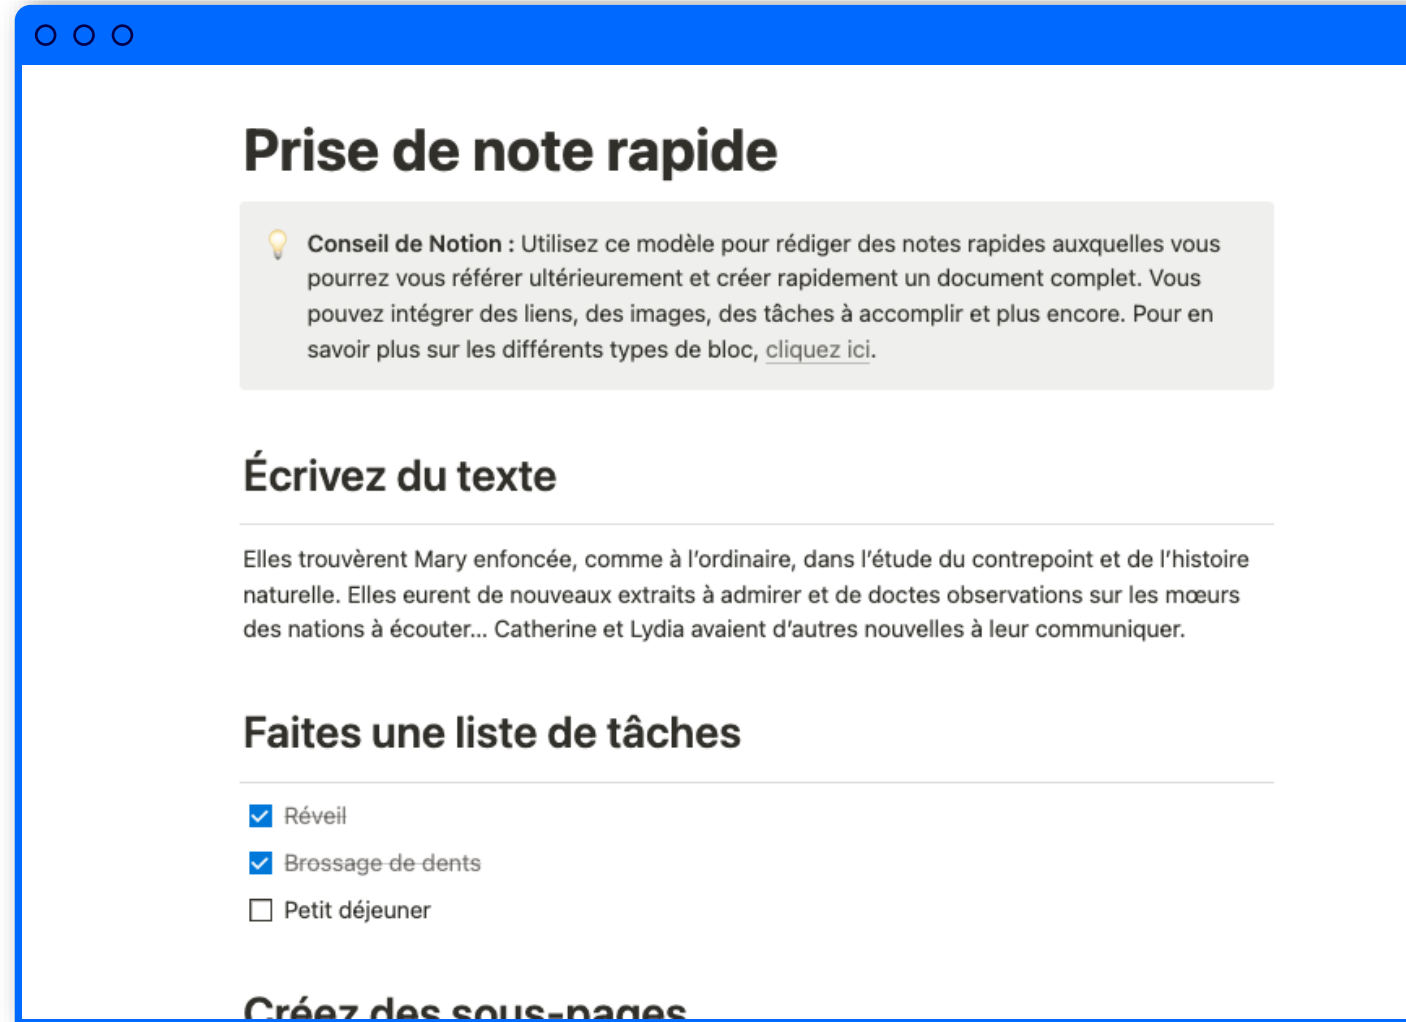 Prise de note rapide
Conseil de Notion : Utilisez ce modèle pour rédiger des notes rapides auxquelles vous
pourrez vous référer ultérieurement et créer rapidement un document complet. Vous
pouvez intégrer des liens, des images, des tâches à accomplir et plus encore. Pour en
savoir plus sur les différents types de bloc, cliquez ici.
Écrivez du texte
Elles trouvèrent Mary enfoncée, comme à l’ordinaire, dans l’étude du contrepoint et de l’histoire
naturelle. Elles eurent de nouveaux extraits à admirer et de doctes observations sur les mœurs
des nations à écouter... Catherine et Lydia avaient d’autres nouvelles à leur communiquer.
Faites une liste de tâches
Réveil
Brossage de dents
Petit déjeuner
Créez des sous-pages